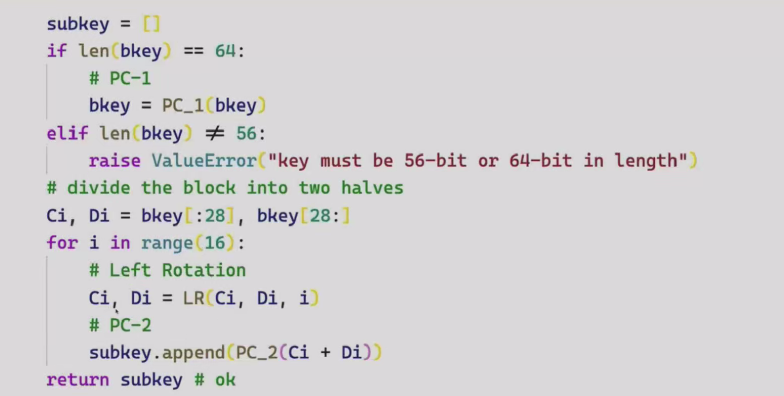 subkey = []
if len(bkey) == 64:
# PC-1
bkey = PC_1(bkey)
elif len(bkey) ≠ 56:
raise ValueError("key must be 56-bit or 64-bit in length")
# divide the block into two halves
Ci, Di = bkey[:28], bkey[28:]
for i in range(16):
# Left Rotation
Ci, Di = LR(Ci, Di, i)
# PC-2
subkey.append(PC_2(Ci + Di))
return subkey # ok